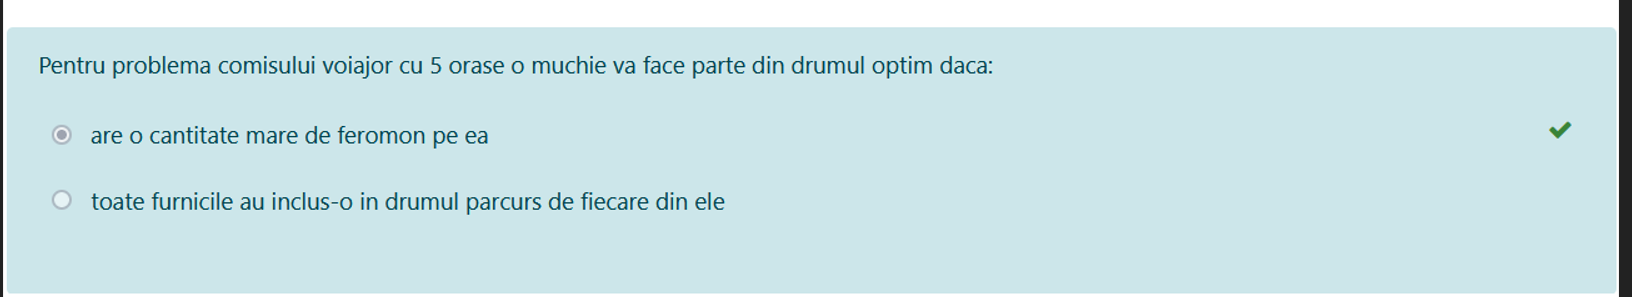 Pentru problema comisului voiajor cu 5 orase o muchie va face parte din drumul optim daca:
are o cantitate mare de feromon pe ea
toate furnicile au inclus-o in drumul parcurs de fiecare din ele